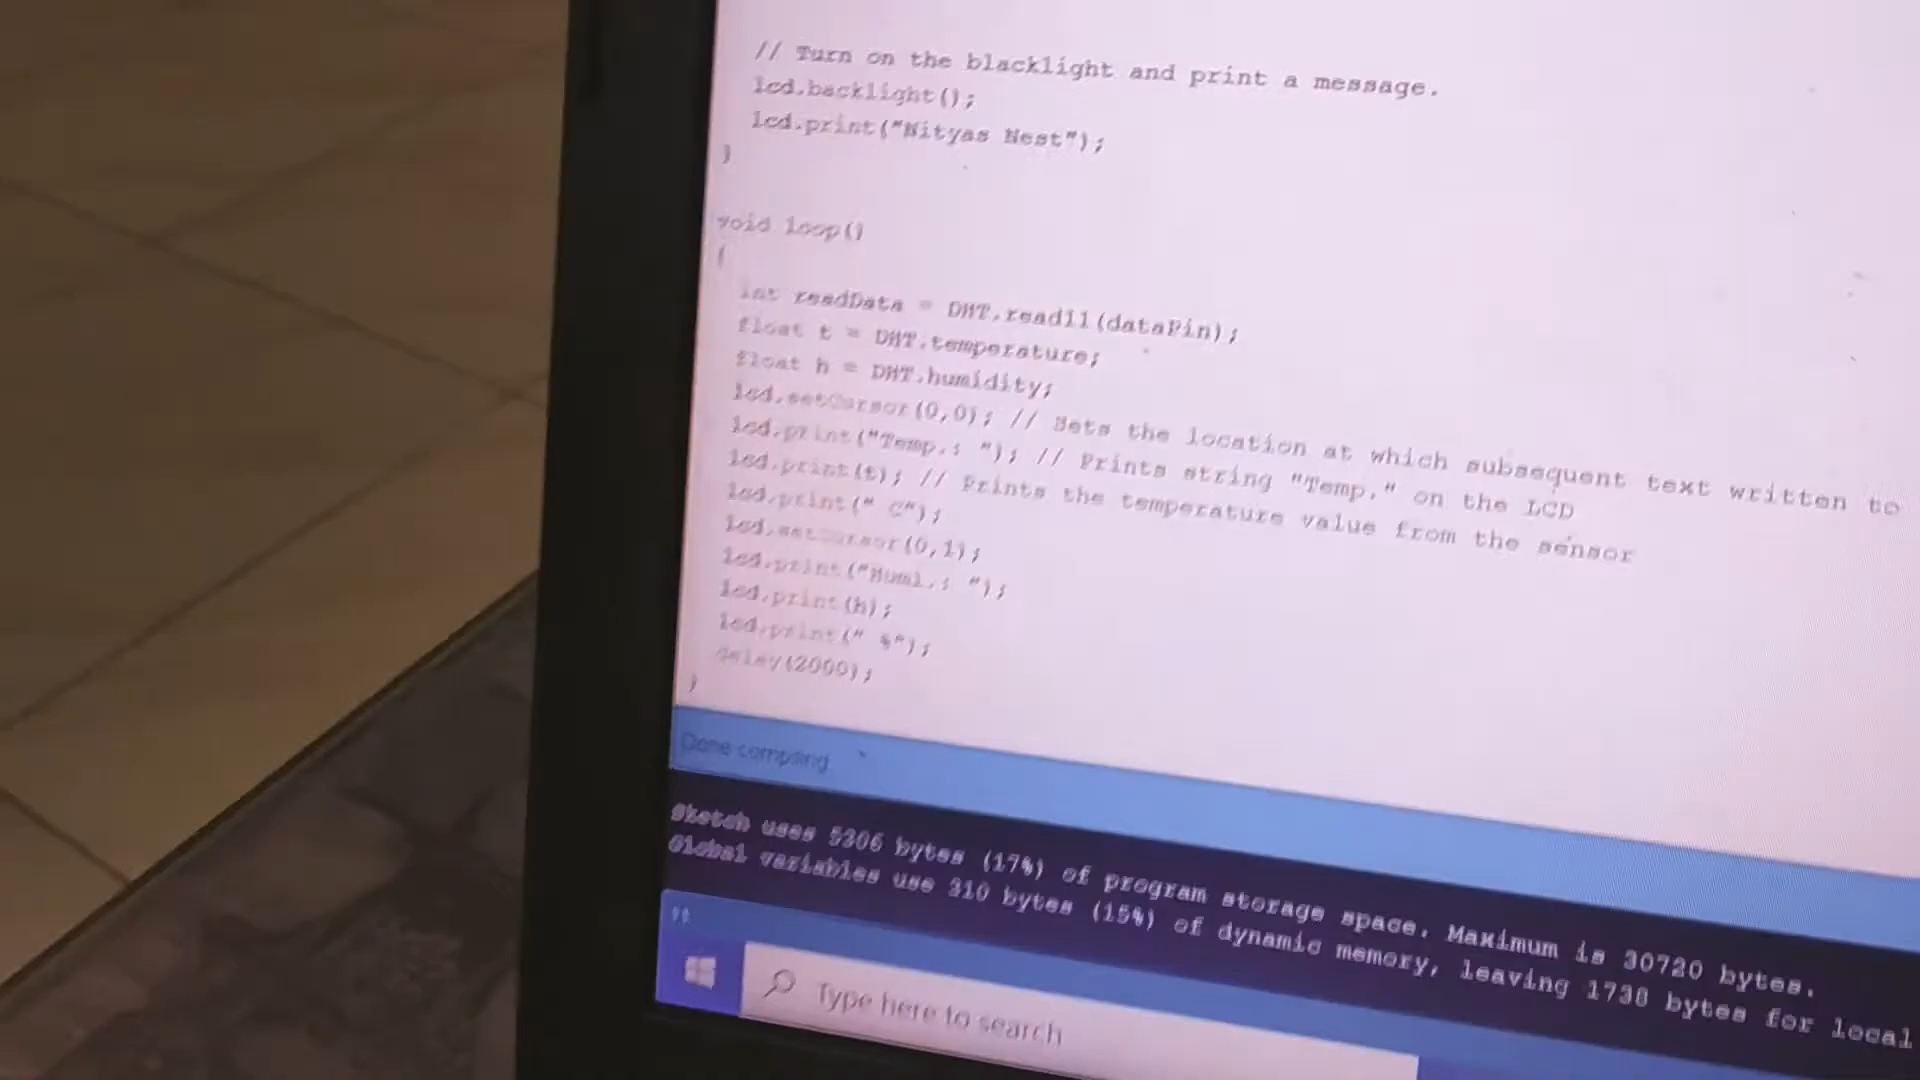 // Turn on the blacklight and print a message.
lcd.backlight();
lcd.print("Nityas Nest");
}
void loop()
{
int readData = DHT.read11(dataPin);
float t = DHT.temperature;
float h = DHT.humidity;
lcd.setCursor(0,0); // Sets the location at which subsequent text written to
lcd.print("Temp.: "); // Prints string "Temp." on the LCD
lcd.print(t); // Prints the temperature value from the sensor
lcd.print(" C");
lcd.setCursor(0,1);
lcd.print("Humi.: ");
lcd.print(h);
lcd.print(" %");
delay(2000);
}
Done compiling.
Sketch uses 5306 bytes (17%) of program storage space. Maximum is 30720 bytes.
Global variables use 310 bytes (15%) of dynamic memory, leaving 1738 bytes for local
Type here to search